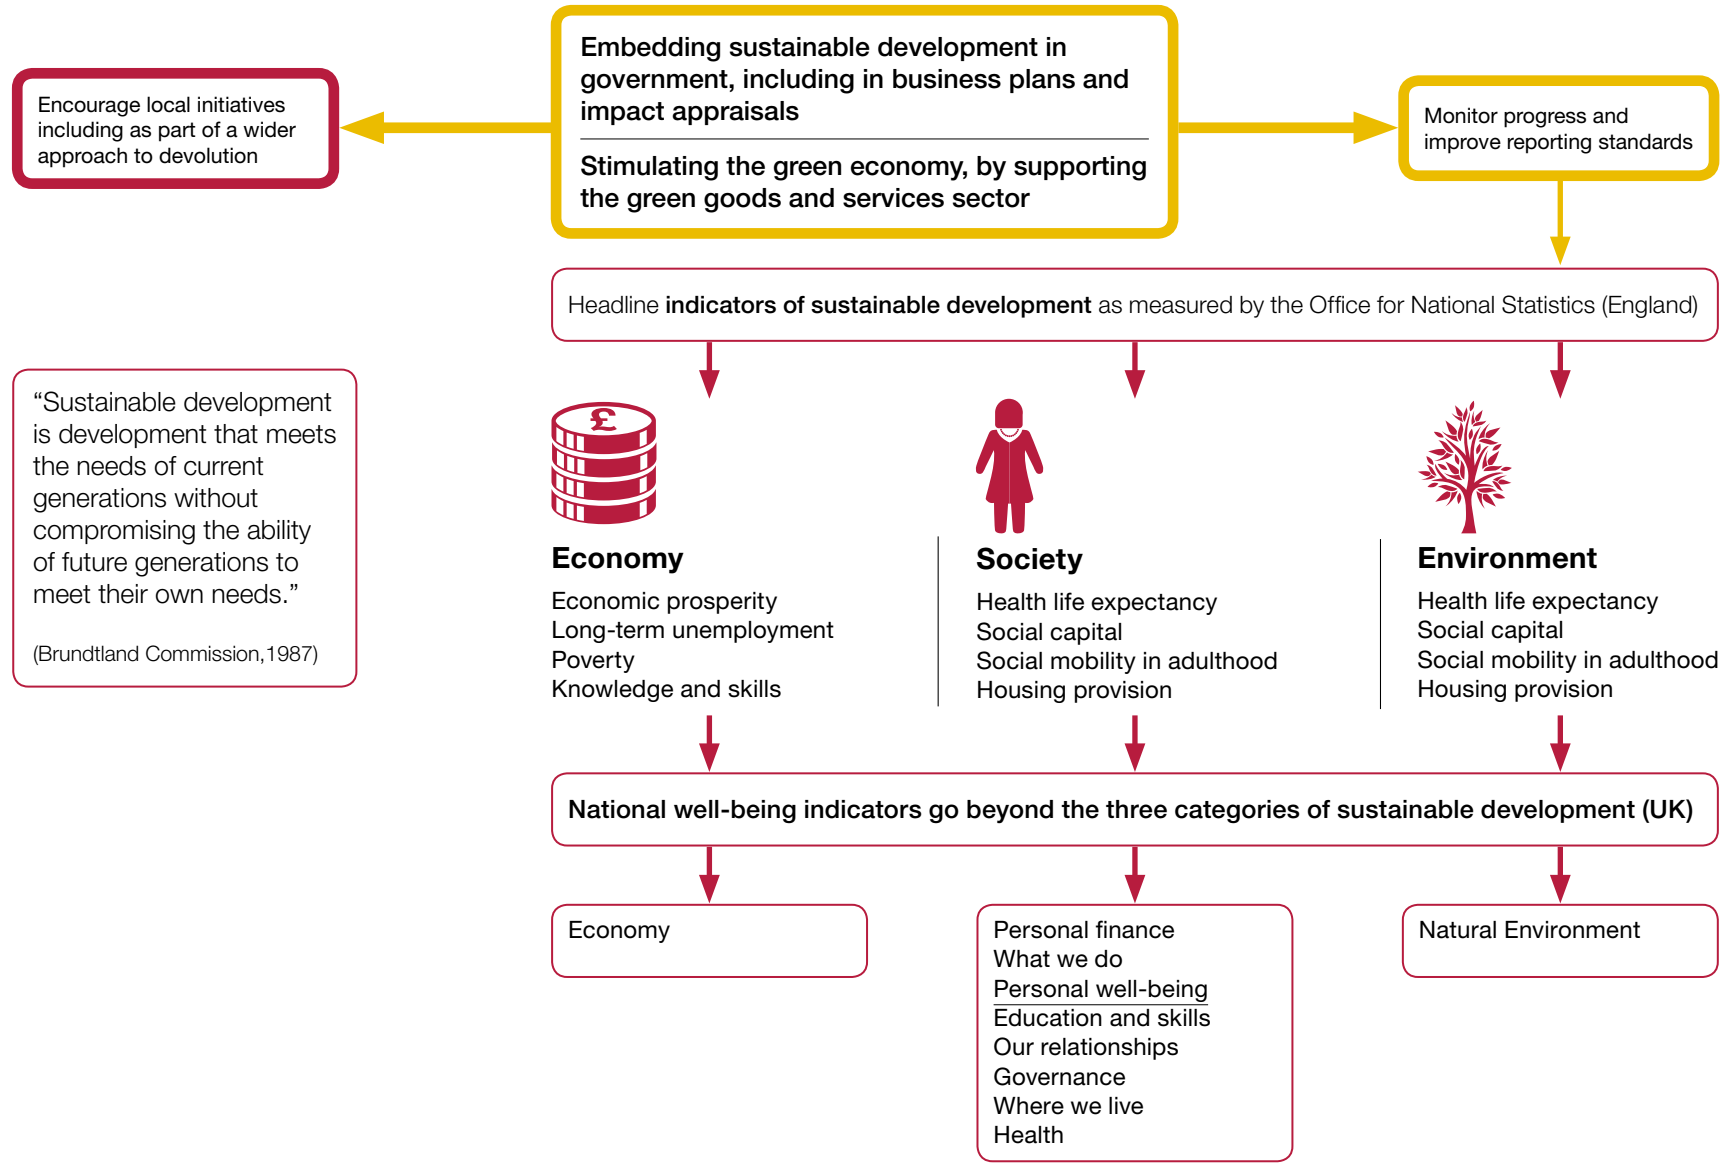 Embedding sustainable development in
government, including in business plans and
impact appraisals
Stimulating the green economy, by supporting
the green goods and services sector
Encourage local initiatives
including as part of a wider
approach to devolution
Monitor progress and
improve reporting standards
Headline indicators of sustainable development as measured by the Office for National Statistics (England)
“Sustainable development
is development that meets
the needs of current
generations without
compromising the ability
of future generations to
meet their own needs.”
(Brundtland Commission,1987)
£
Economy
Economic prosperity
Long-term unemployment
Poverty
Knowledge and skills
Society
Health life expectancy
Social capital
Social mobility in adulthood
Housing provision
Environment
Health life expectancy
Social capital
Social mobility in adulthood
Housing provision
National well-being indicators go beyond the three categories of sustainable development (UK)
Economy
Personal finance
What we do
Personal well-being
Education and skills
Our relationships
Governance
Where we live
Health
Natural Environment